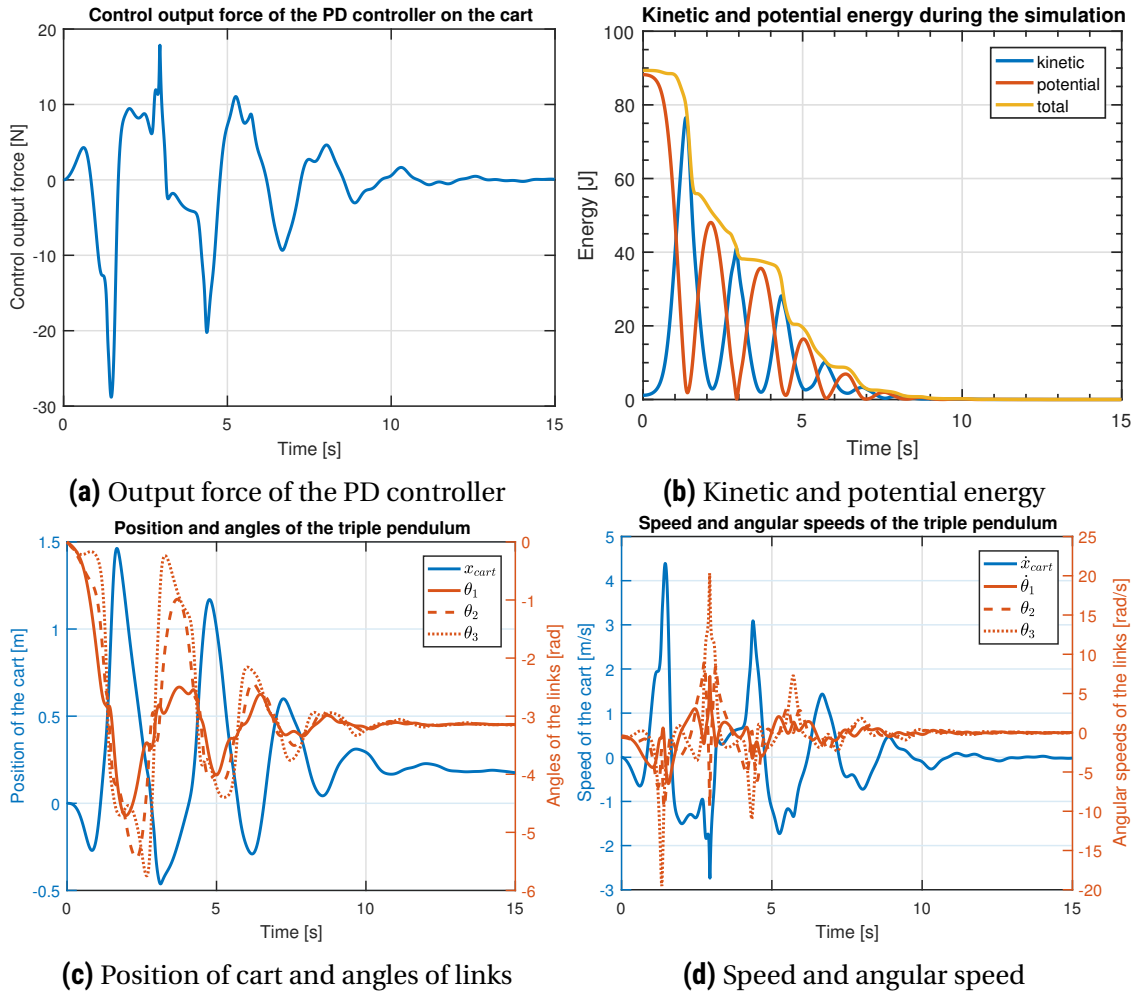 Control output force of the PD controller on the cart
20
10
0
-10
-20
-30
Control output force [N]
0 5 10 15
Time [s]
(a) Output force of the PD controller
Kinetic and potential energy during the simulation
100
80
60
40
20
0
Energy [J]
kinetic
potential
total
0 5 10 15
Time [s]
(b) Kinetic and potential energy
Position and angles of the triple pendulum
1.5
1
0.5
0
-0.5
Position of the cart [m]
x_cart
θ₁
θ₂
θ₃
0
-1
-2
-3
-4
-5
-6
Angles of the links [rad]
0 5 10 15
Time [s]
(c) Position of cart and angles of links
Speed and angular speeds of the triple pendulum
5
4
3
2
1
0
-1
-2
-3
Speed of the cart [m/s]
ẋ_cart
θ̇₁
θ₂
θ₃
25
20
15
10
5
0
-5
-10
-15
-20
Angular speeds of the links [rad/s]
0 5 10 15
Time [s]
(d) Speed and angular speed